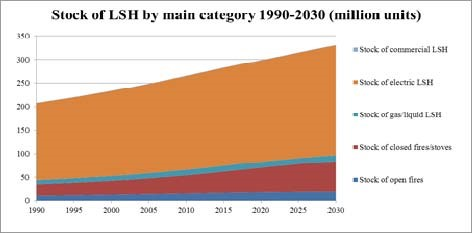 Stock of LSH by main category 1990-2030 (million units)
350
300
250
200
150
100
50
0
1990
1995
2000
2005
2010
2015
2020
2025
2030
Stock of commercial LSH
Stock of electric LSH
Stock of gas/liquid LSH
Stock of closed fires/stoves
Stock of open fires